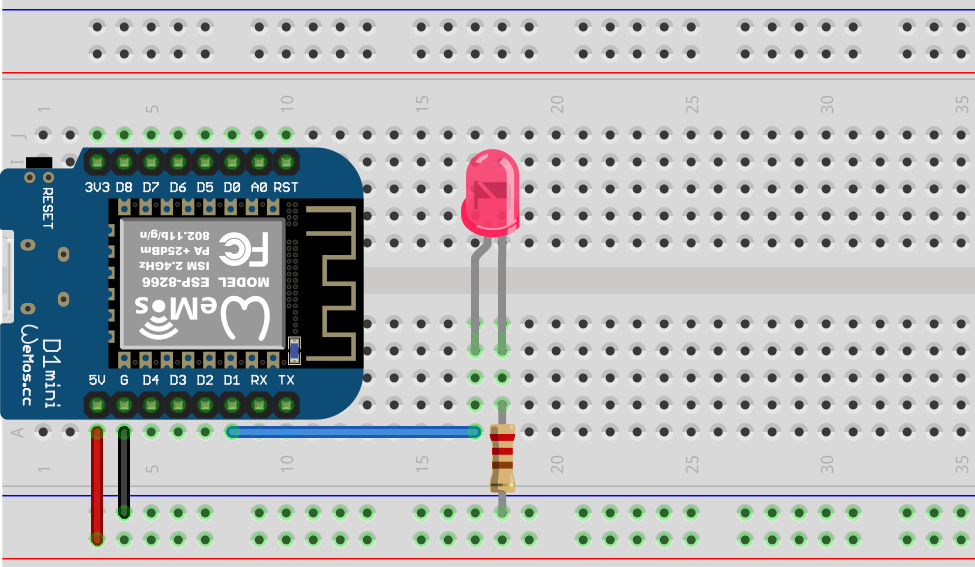 1 5 10 15 20 25 30 35
J
I
3V3 D8 D7 D6 D5 D0 A0 RST
RESET
WeMos
MODEL ESP-8266
ISM 2.4GHz
PA +25dBm
802.11b/g/n
FC
D1 mini
WeMos.cc
5V G D4 D3 D2 D1 RX TX
A
1 5 10 15 20 25 30 35